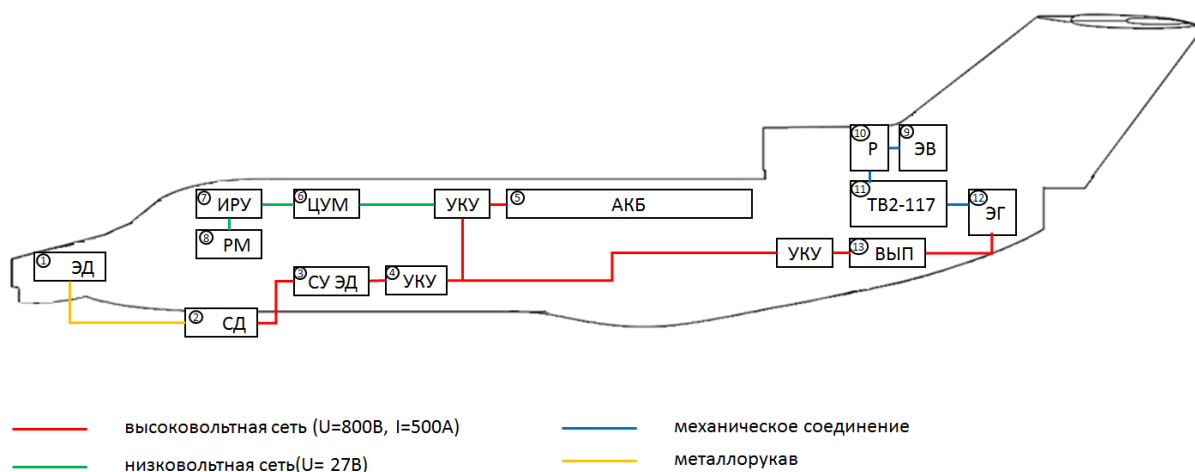 10 Р
9 ЭВ
7 ИРУ
6 ЦУМ
УКУ
5 АКБ
11 ТВ2-117
12 ЭГ
8 РМ
1 ЭД
3 СУ ЭД
4 УКУ
УКУ
13 ВЫП
2 СД
высоковольтная сеть (U=800В, I=500А)
механическое соединение
низковольтная сеть(U= 27В)
металлорукав